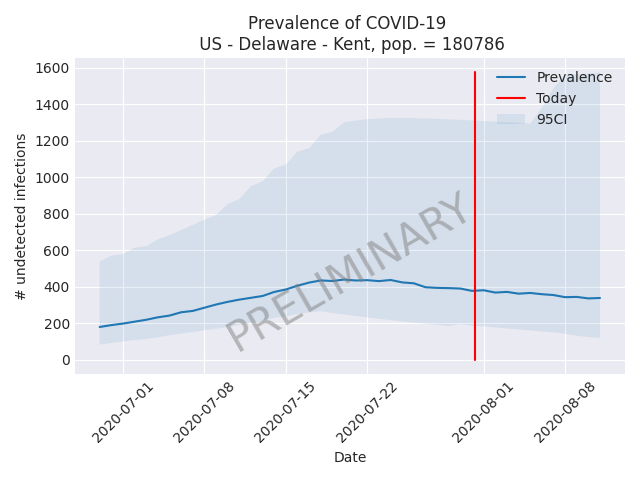 Prevalence of COVID-19
US - Delaware - Kent, pop. = 180786
1600
1400
1200
1000
800
600
400
200
0
# undetected infections
Prevalence
Today
95CI
PRELIMINARY
2020-07-01
2020-07-08
2020-07-15
2020-07-22
2020-08-01
2020-08-08
Date